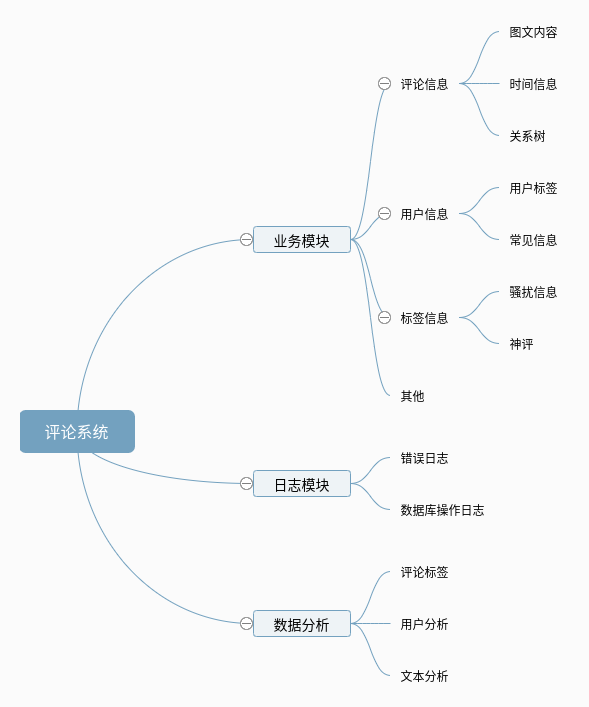 评论系统
业务模块
评论信息
图文内容
时间信息
关系树
用户信息
用户标签
常见信息
标签信息
骚扰信息
神评
其他
日志模块
错误日志
数据库操作日志
数据分析
评论标签
用户分析
文本分析